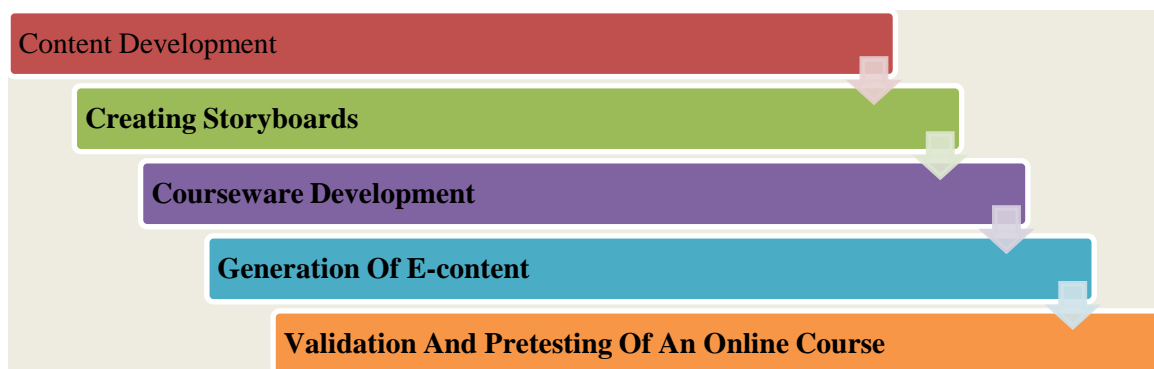 Content Development
Creating Storyboards
Courseware Development
Generation Of E-content
Validation And Pretesting Of An Online Course